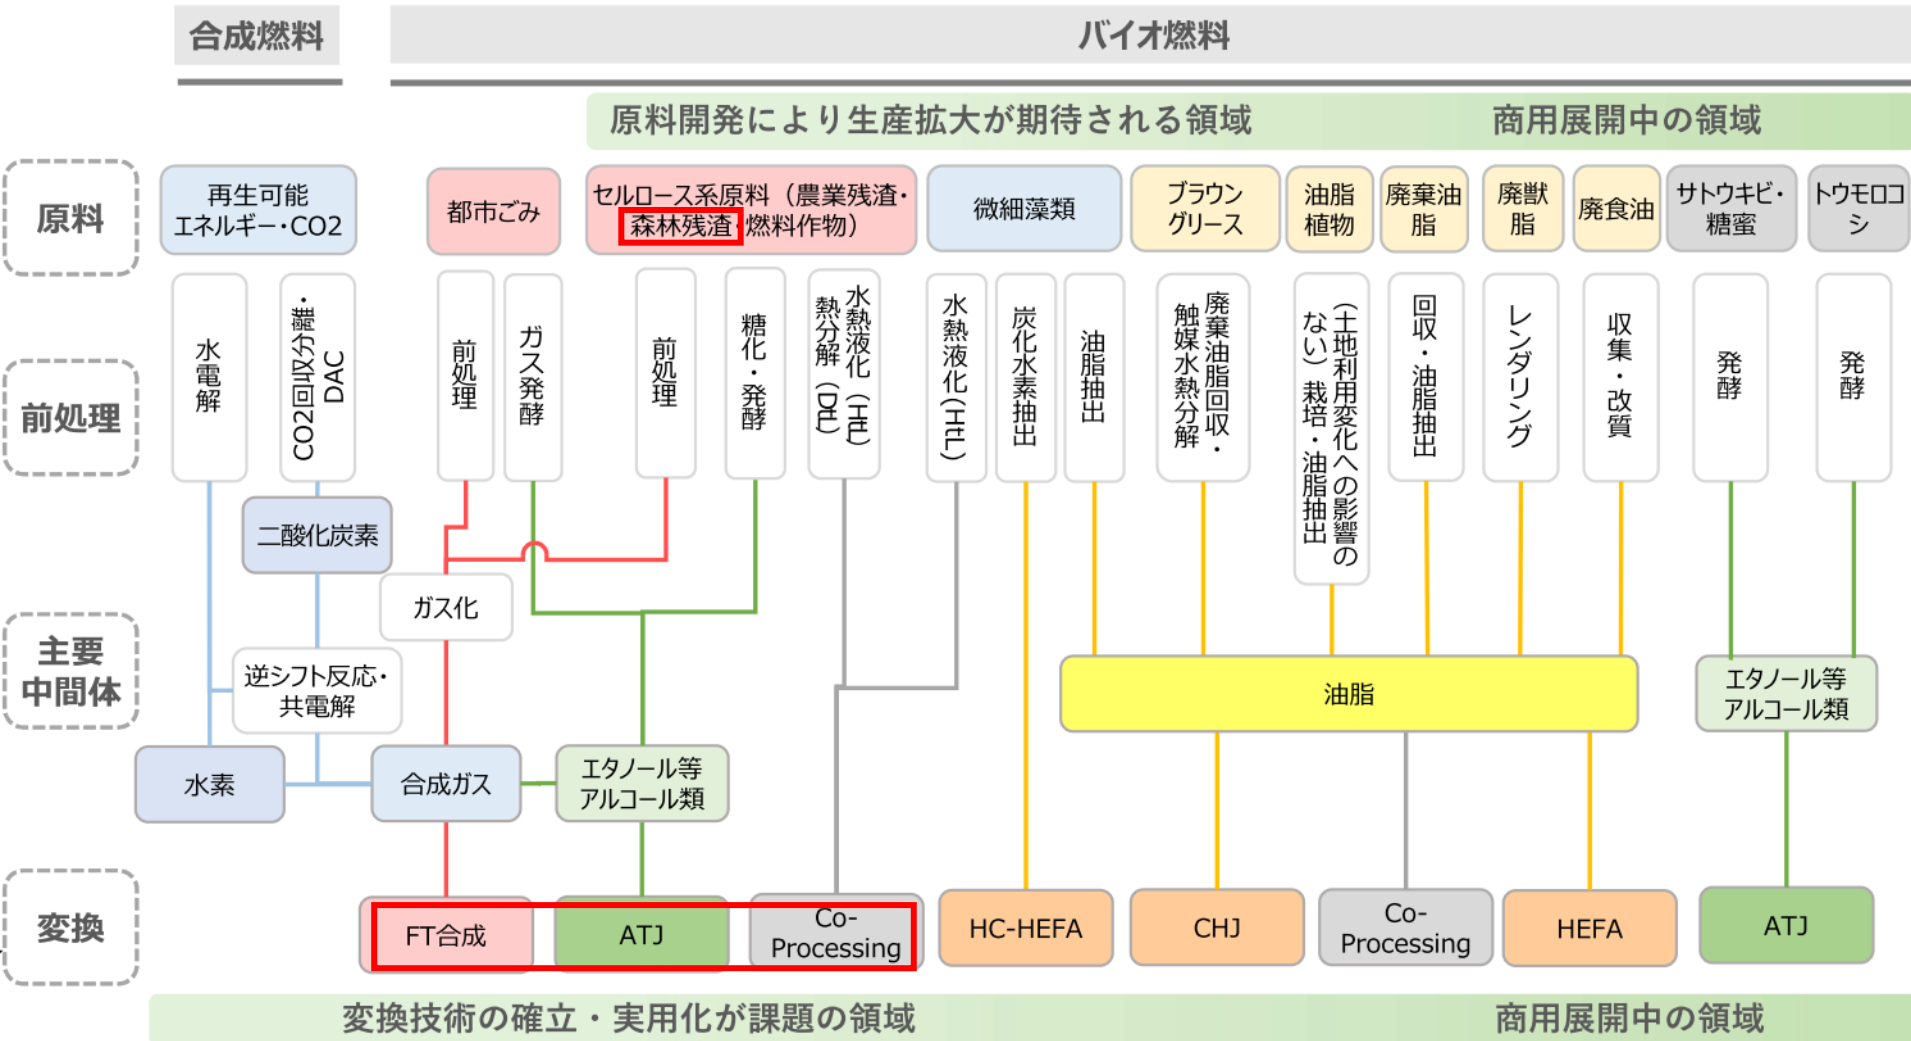 合成燃料
バイオ燃料
原料開発により生産拡大が期待される領域
商用展開中の領域
原料
再生可能
エネルギー・CO2
都市ごみ
セルロース系原料（農業残渣・
森林残渣・燃料作物）
微細藻類
ブラウン
グリース
油脂
植物
廃棄油
脂
廃獣
脂
廃食油
サトウキビ・
糖蜜
トウモロコ
シ
前処理
水電解
CO2回収分離・
DAC
前処理
ガス発酵
前処理
糖化・発酵
水熱液化（HtL）
熱分解（DtL）
水熱液化(HtL)
炭化水素抽出
油脂抽出
廃棄油脂回収・
触媒水熱分解
（土地利用変化への影響の
ない）栽培・油脂抽出
回収・油脂抽出
レンダリング
収集・改質
発酵
発酵
主要
中間体
二酸化炭素
ガス化
逆シフト反応・
共電解
水素
合成ガス
エタノール等
アルコール類
油脂
エタノール等
アルコール類
変換
FT合成
ATJ
Co-
Processing
HC-HEFA
CHJ
Co-
Processing
HEFA
ATJ
変換技術の確立・実用化が課題の領域
商用展開中の領域